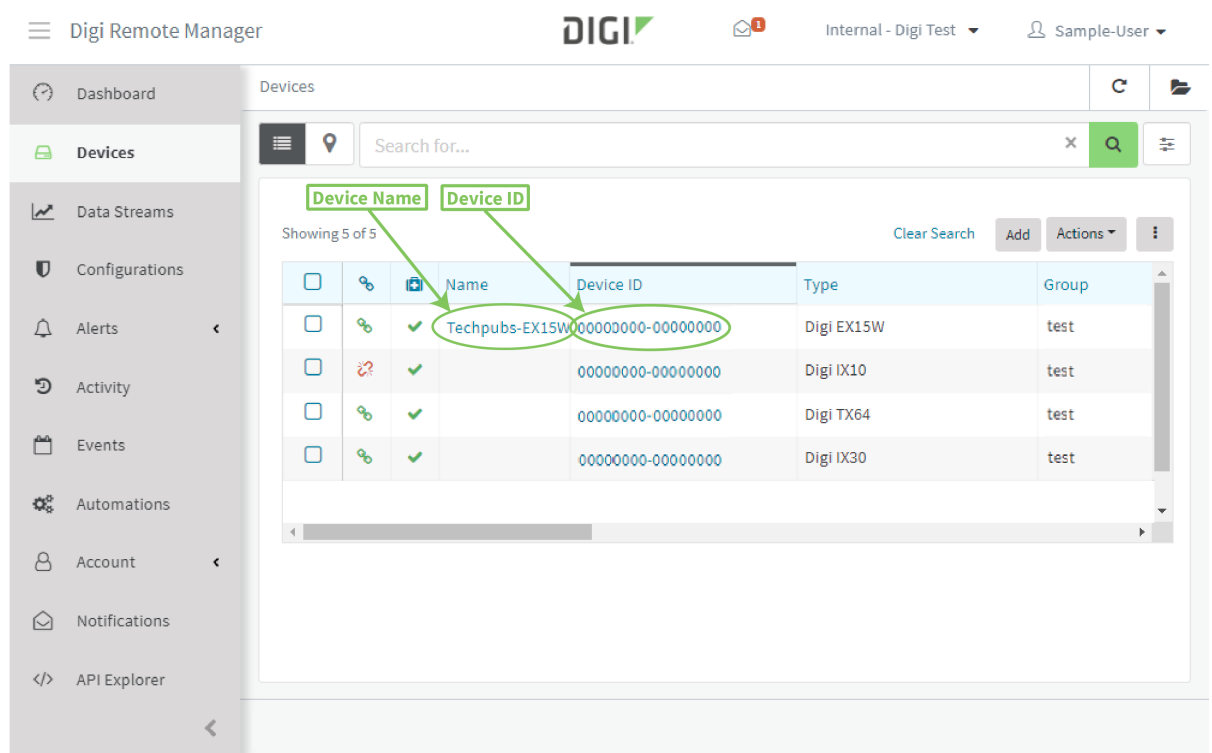 Digi Remote Manager
DIGI
1
Internal - Digi Test
Sample-User
Dashboard
Devices
Data Streams
Configurations
Alerts
Activity
Events
Automations
Account
Notifications
API Explorer
Devices
Search for...
Device Name Device ID
Showing 5 of 5
Clear Search Add Actions
Name Device ID Type Group
Techpubs-EX15W 00000000-00000000 Digi EX15W test
00000000-00000000 Digi IX10 test
00000000-00000000 Digi TX64 test
00000000-00000000 Digi IX30 test